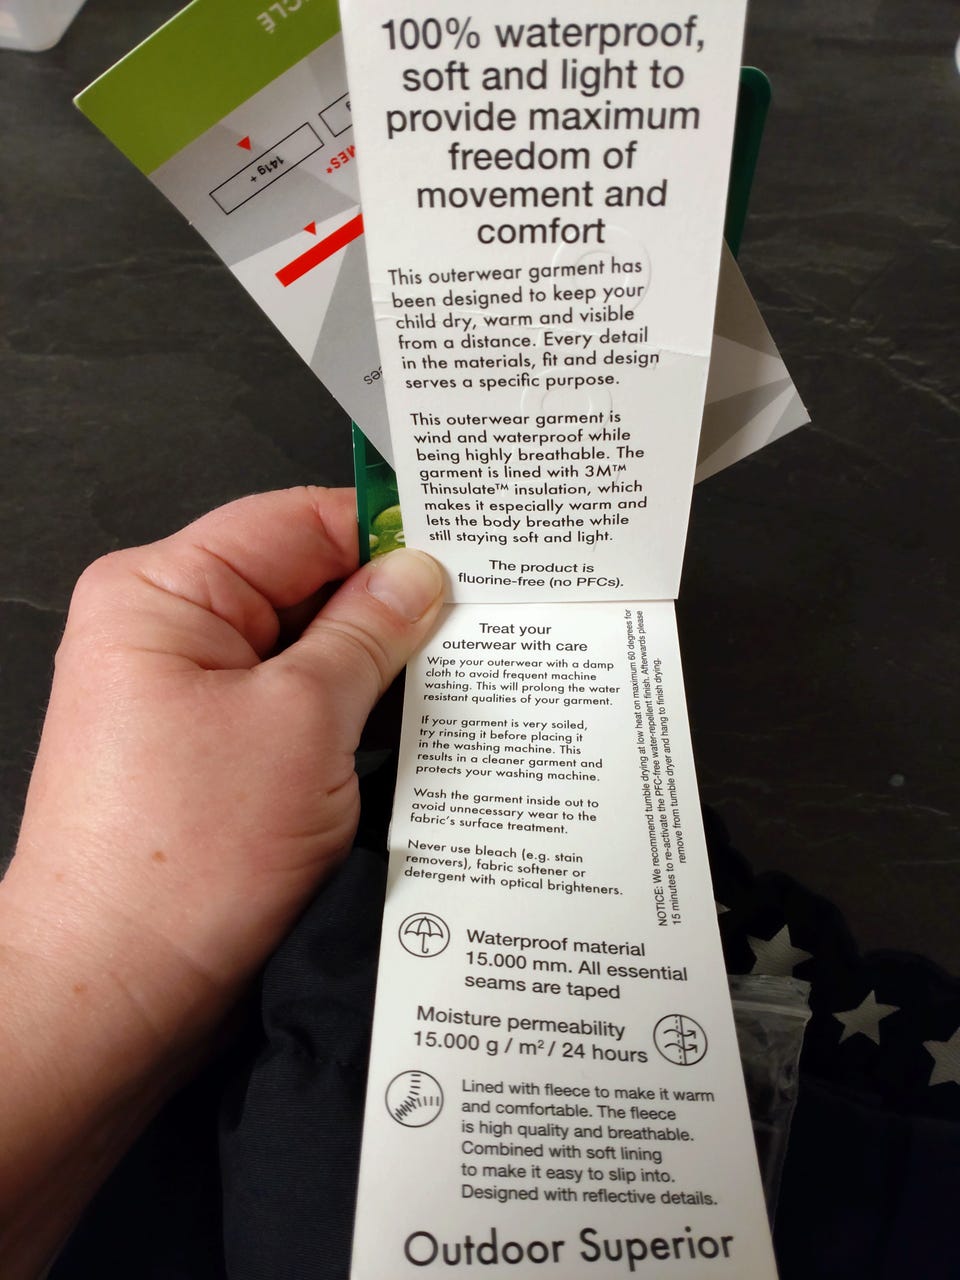 100% waterproof,
soft and light to
provide maximum
freedom of
movement and
comfort
This outerwear garment has
been designed to keep your
child dry, warm and visible
from a distance. Every detail
in the materials, fit and design
serves a specific purpose.
This outerwear garment is
wind and waterproof while
being highly breathable. The
garment is lined with 3M™
Thinsulate™ insulation, which
makes it especially warm and
lets the body breathe while
still staying soft and light.
The product is
fluorine-free (no PFCs).
Treat your
outerwear with care
Wipe your outerwear with a damp
cloth to avoid frequent machine
washing. This will prolong the water
resistant qualities of your garment.
If your garment is very soiled,
try rinsing it before placing it
in the washing machine. This
results in a cleaner garment and
protects your washing machine.
Wash the garment inside out to
avoid unnecessary wear to the
fabric's surface treatment.
Never use bleach (e.g. stain
removers), fabric softener or
detergent with optical brighteners.
NOTICE: We recommend tumble drying at low heat on maximum 60 degrees for
15 minutes to re-activate the PFC-free water-repellent finish. Afterwards please
remove from tumble dryer and hang to finish drying.
Waterproof material
15.000 mm. All essential
seams are taped
Moisture permeability
15.000 g / m² / 24 hours
Lined with fleece to make it warm
and comfortable. The fleece
is high quality and breathable.
Combined with soft lining
to make it easy to slip into.
Designed with reflective details.
Outdoor Superior
141g +